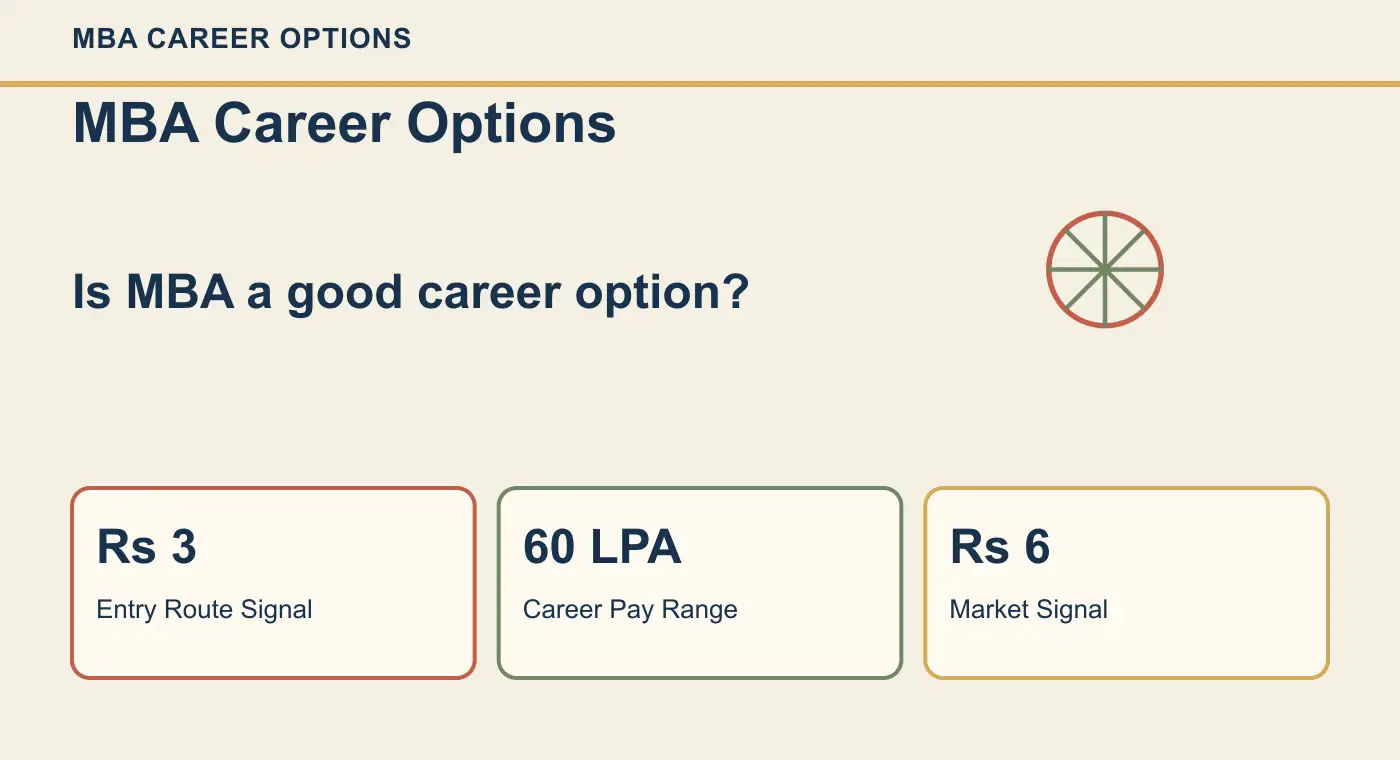 MBA CAREER OPTIONS
MBA Career Options
Is MBA a good career option?
Rs 3
Entry Route Signal
60 LPA
Career Pay Range
Rs 6
Market Signal